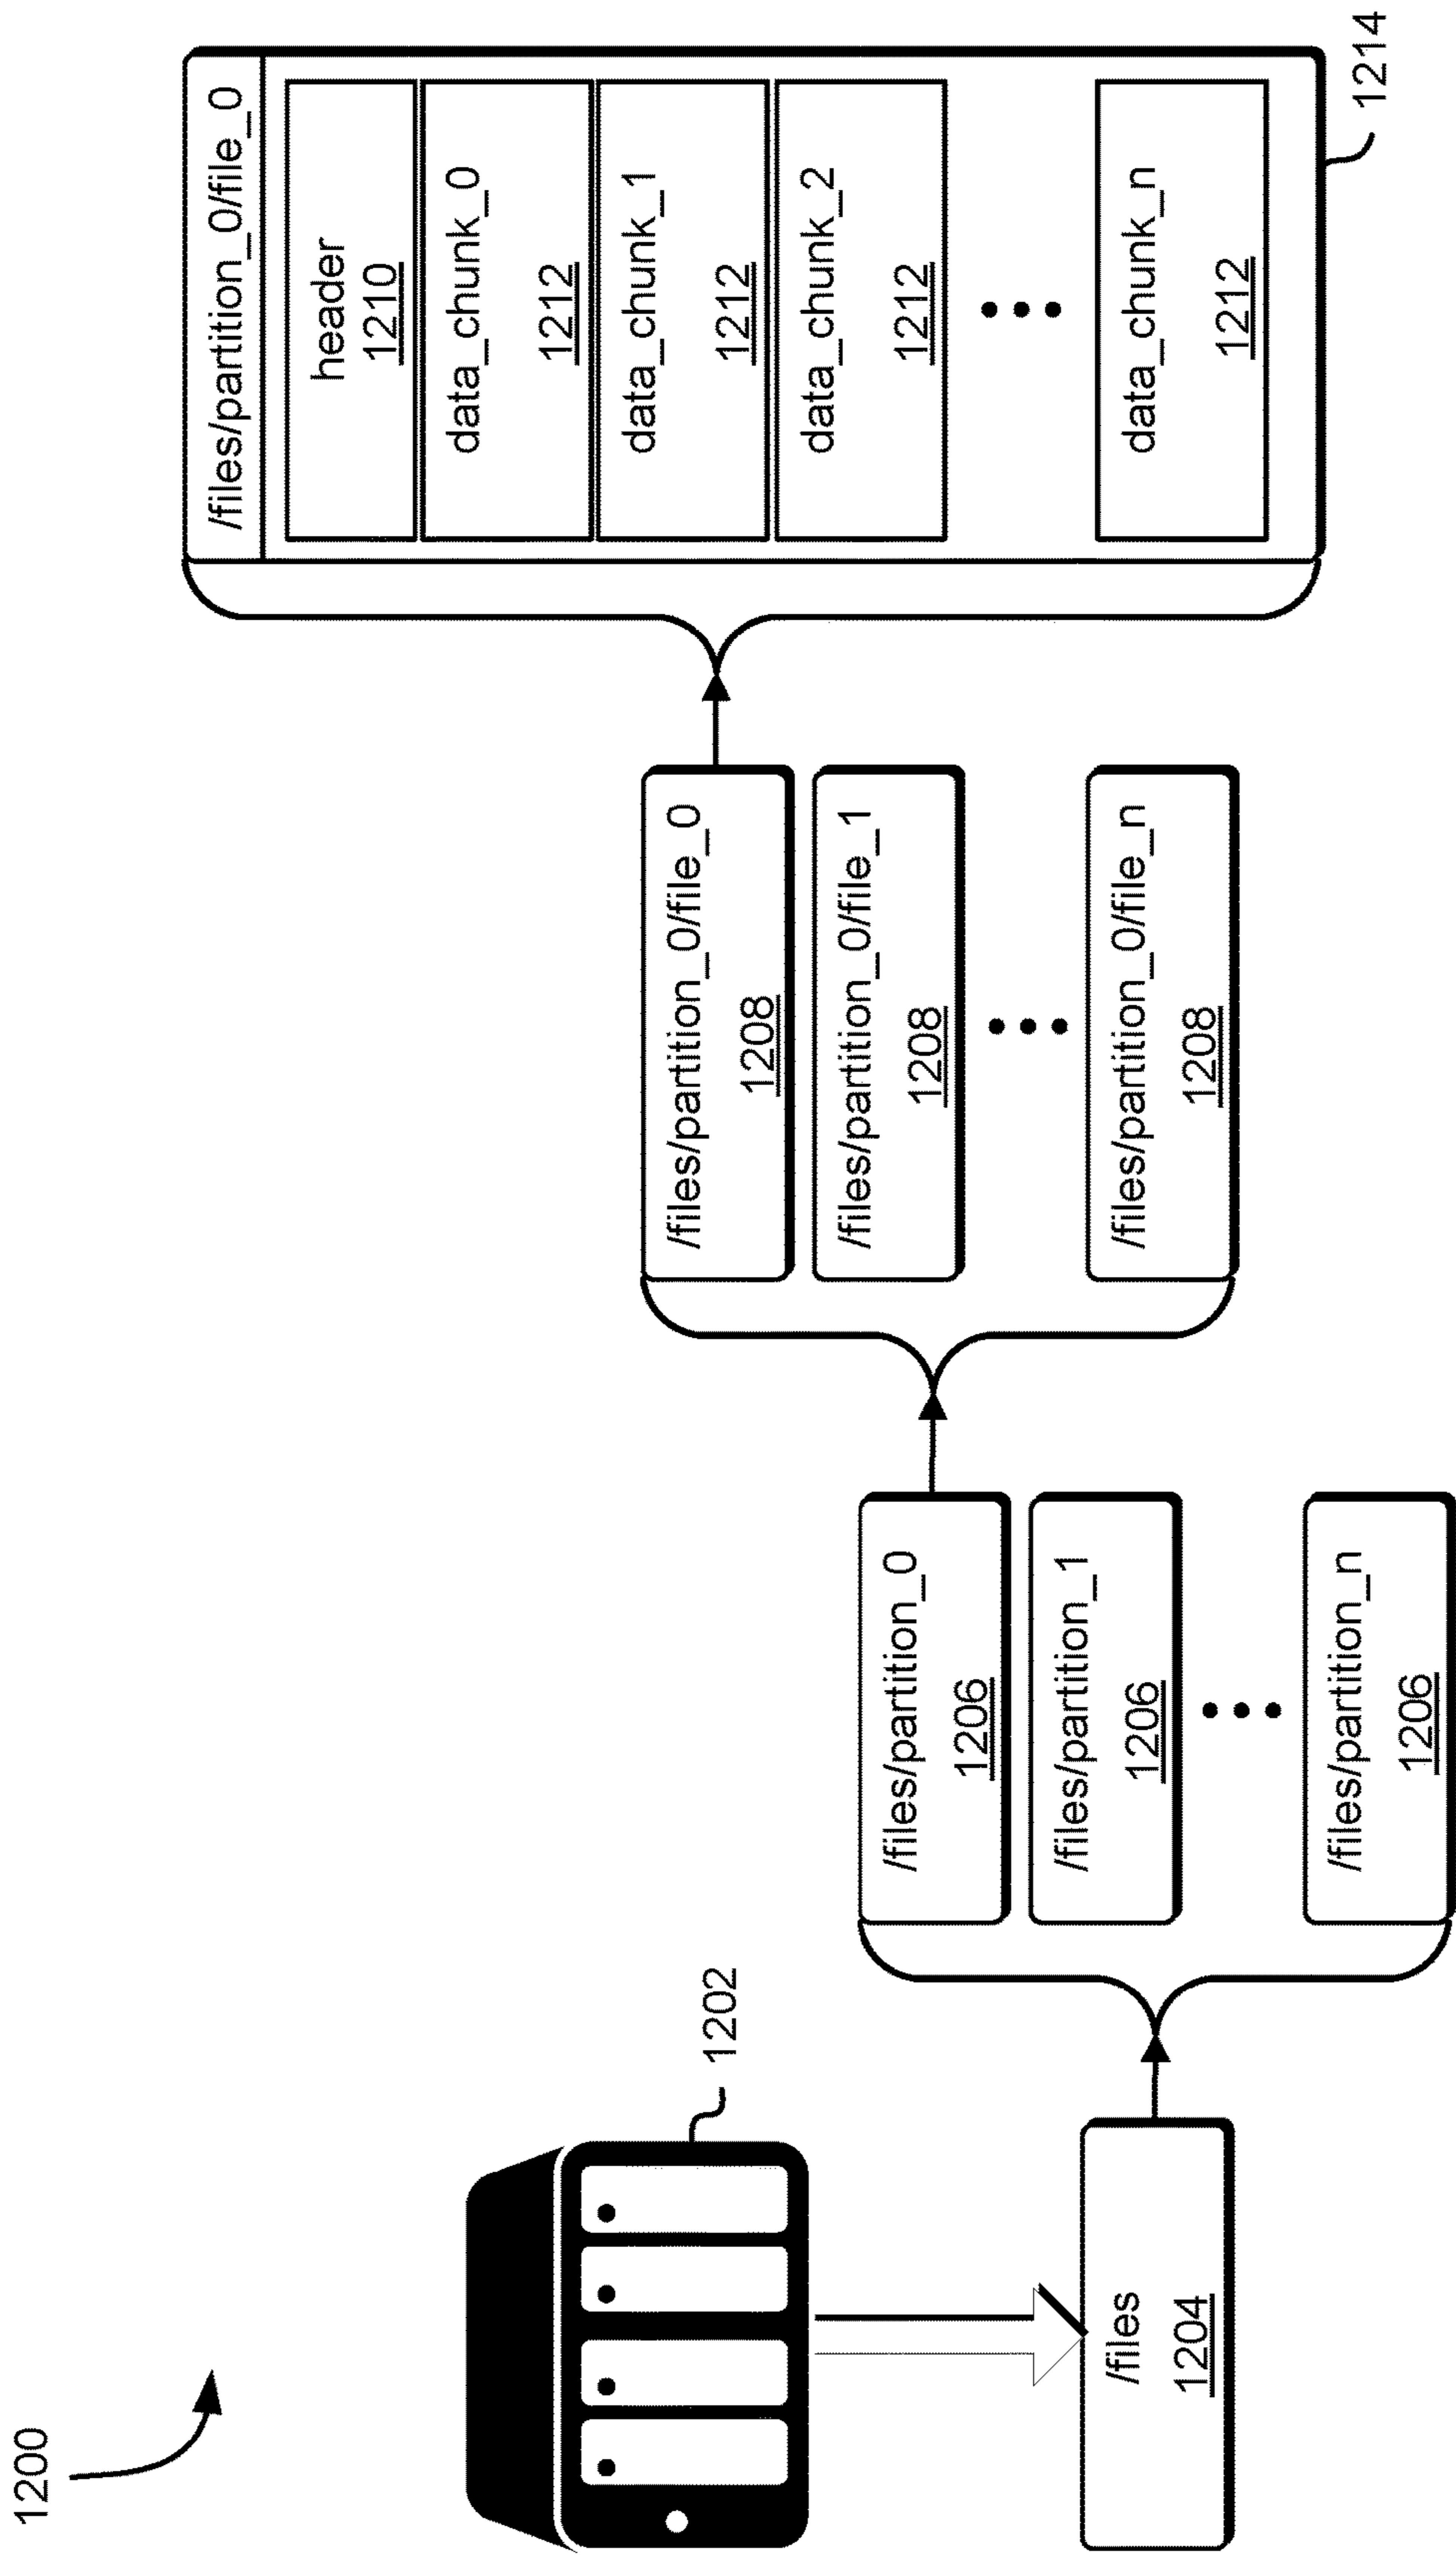 1200
1202
/files
1204
/files/partition_0
1206
/files/partition_1
1206
/files/partition_n
1206
/files/partition_0/file_0
1208
/files/partition_0/file_1
1208
/files/partition_0/file_n
1208
/files/partition_0/file_0
header
1210
data_chunk_0
1212
data_chunk_1
1212
data_chunk_2
1212
data_chunk_n
1212
1214